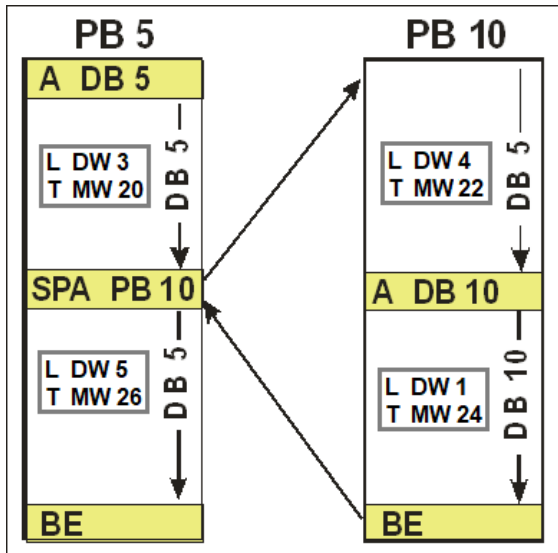 PB 5
A DB 5
L DW 3
T MW 20
DB 5
SPA PB 10
L DW 5
T MW 26
DB 5
BE
PB 10
L DW 4
T MW 22
DB 5
A DB 10
L DW 1
T MW 24
DB 10
BE